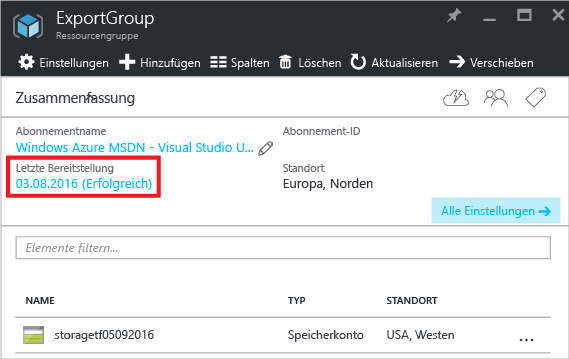 ExportGroup
Ressourcengruppe
Einstellungen Hinzufügen Spalten Löschen Aktualisieren Verschieben
Zusammenfassung
Abonnementname Abonnement-ID
Windows Azure MSDN - Visual Studio U...
Letzte Bereitstellung Standort
03.08.2016 (Erfolgreich) Europa, Norden
Alle Einstellungen
Elemente filtern...
NAME TYP STANDORT
storagetf05092016 Speicherkonto USA, Westen ...